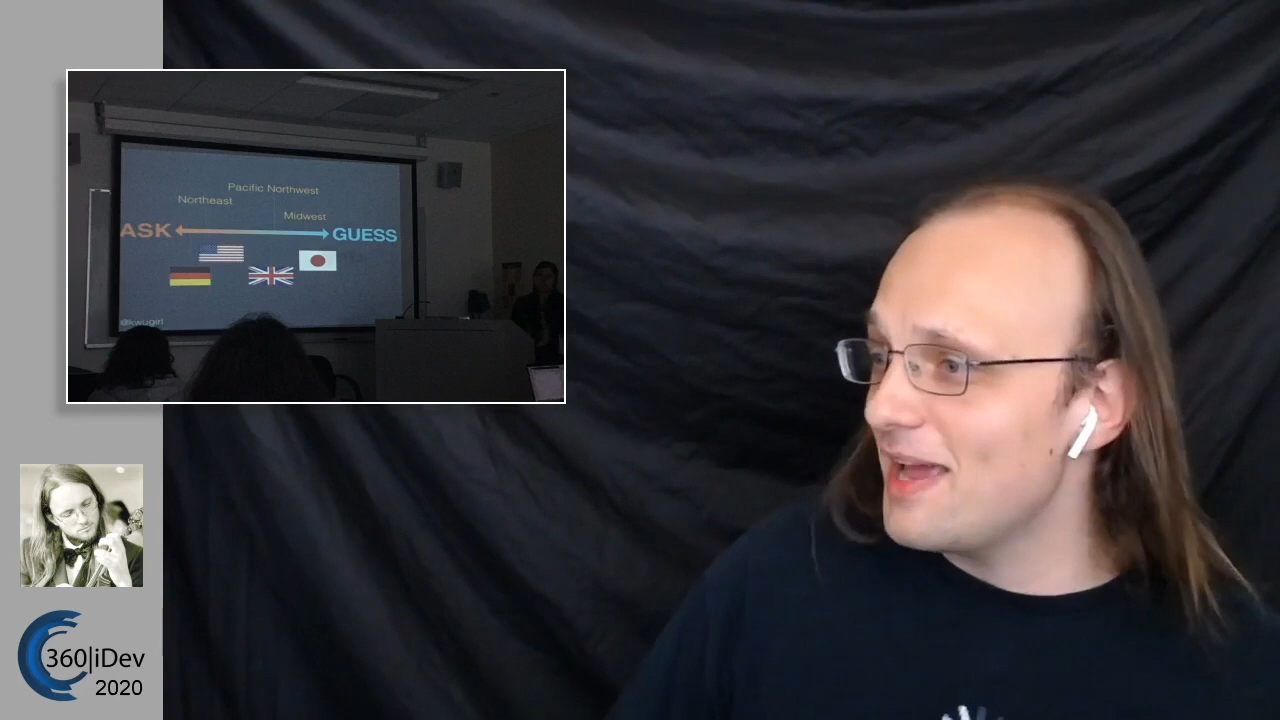 Pacific Northwest
Northeast
Midwest
ASK
GUESS
@kwugirl
360|iDev
2020